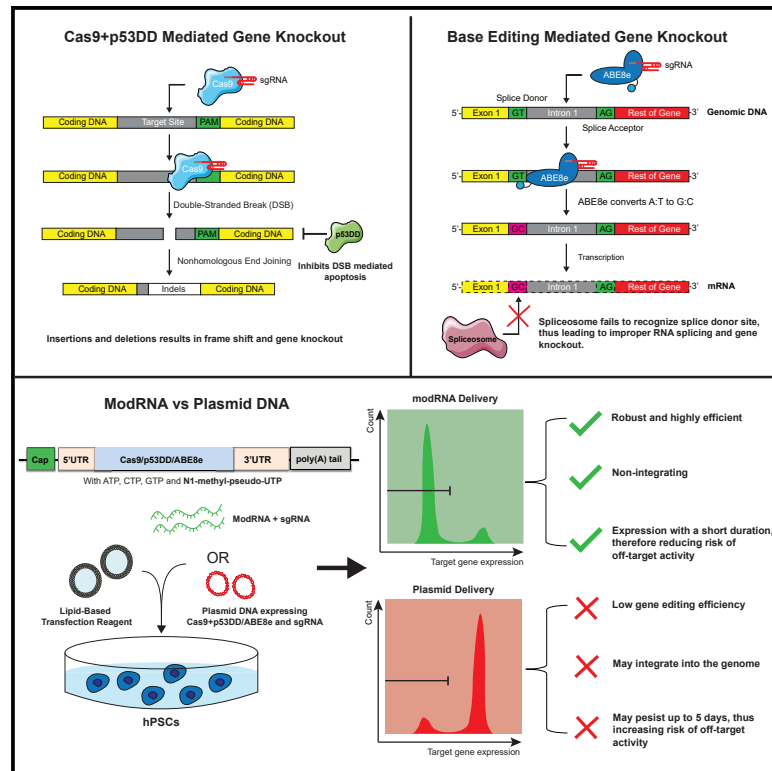 Cas9+p53DD Mediated Gene Knockout
Cas9
sgRNA
Coding DNA
Target Site
PAM
Coding DNA
Cas9
Double-Stranded Break (DSB)
Coding DNA
PAM
Coding DNA
p53DD
Inhibits DSB mediated
apoptosis
Nonhomologous End Joining
Coding DNA
Indels
Coding DNA
Insertions and deletions results in frame shift and gene knockout
Base Editing Mediated Gene Knockout
ABE8e
sgRNA
Splice Donor
5'- Exon 1 GT Intron 1 AG Rest of Gene -3' Genomic DNA
Splice Acceptor
5'- Exon 1 GT ABE8e AG Rest of Gene -3'
ABE8e converts A:T to G:C
5'- Exon 1 GC Intron 1 AG Rest of Gene -3'
Transcription
5'- Exon 1 GC Intron 1 AG Rest of Gene -3' mRNA
Spliceosome
Spliceosome fails to recognize splice donor site,
thus leading to improper RNA splicing and gene
knockout.
ModRNA vs Plasmid DNA
Cap 5'UTR Cas9/p53DD/ABE8e 3'UTR poly(A) tail
With ATP, CTP, GTP and N1-methyl-pseudo-UTP
ModRNA + sgRNA
OR
Lipid-Based
Transfection Reagent
Plasmid DNA expressing
Cas9+p53DD/ABE8e and sgRNA
hPSCs
modRNA Delivery
Count
Target gene expression
Robust and highly efficient
Non-integrating
Expression with a short duration,
therefore reducing risk of
off-target activity
Plasmid Delivery
Count
Target gene expression
Low gene editing efficiency
May integrate into the genome
May pesist up to 5 days, thus
increasing risk of off-target
activity